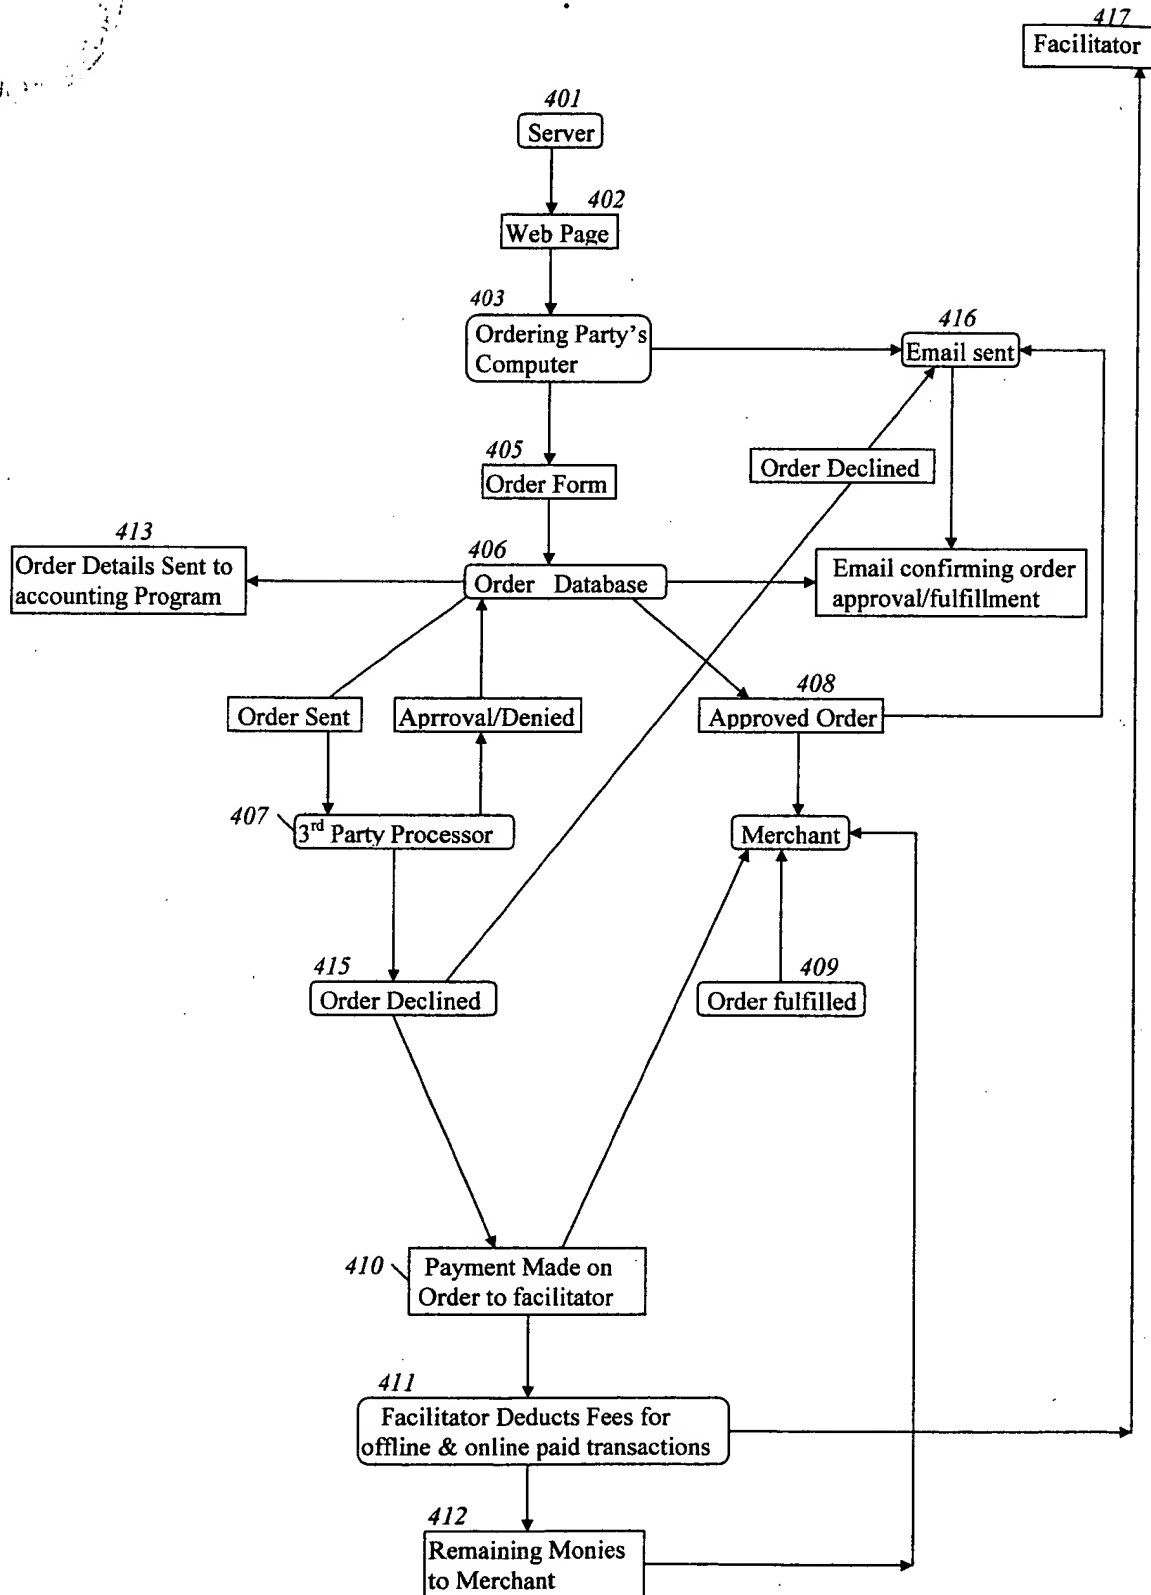 417
Facilitator
401
Server
402
Web Page
403
Ordering Party's
Computer
416
Email sent
405
Order Form
Order Declined
413
Order Details Sent to
accounting Program
406
Order Database
Email confirming order
approval/fulfillment
Order Sent
Aprroval/Denied
408
Approved Order
407
3rd Party Processor
Merchant
415
Order Declined
409
Order fulfilled
410
Payment Made on
Order to facilitator
411
Facilitator Deducts Fees for
offline & online paid transactions
412
Remaining Monies
to Merchant